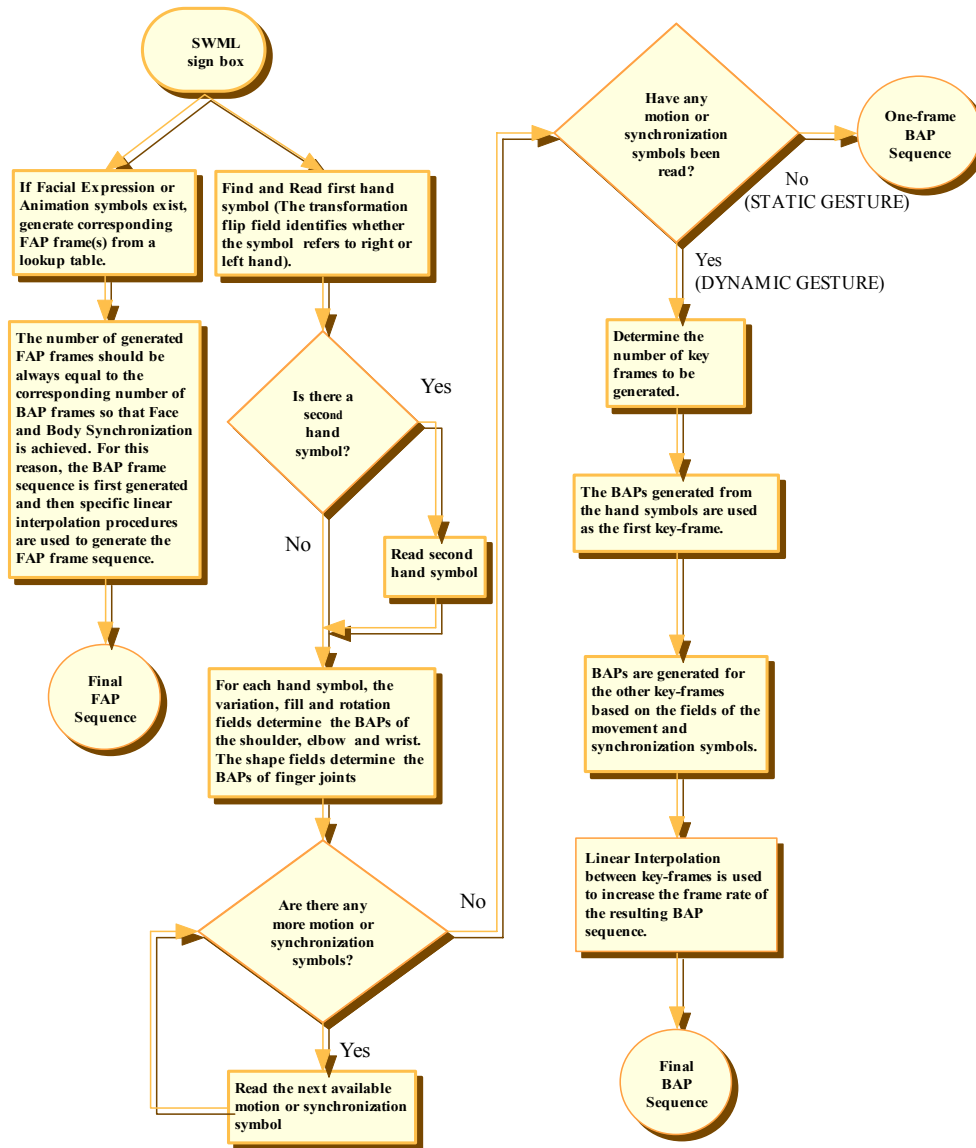 SWML
sign box
If Facial Expression or
Animation symbols exist,
generate corresponding
FAP frame(s) from a
lookup table.
The number of generated
FAP frames should be
always equal to the
corresponding number of
BAP frames so that Face
and Body Synchronization
is achieved. For this
reason, the BAP frame
sequence is first generated
and then specific linear
interpolation procedures
are used to generate the
FAP frame sequence.
Final
FAP
Sequence
Find and Read first hand
symbol (The transformation
flip field identifies whether
the symbol refers to right or
left hand).
Is there a
second
hand
symbol?
Yes
No
Read second
hand symbol
For each hand symbol, the
variation, fill and rotation
fields determine the BAPs of
the shoulder, elbow and wrist.
The shape fields determine the
BAPs of finger joints
Are there any
more motion or
synchronization
symbols?
No
Yes
Read the next available
motion or synchronization
symbol
Have any
motion or
synchronization
symbols been
read?
No
(STATIC GESTURE)
One-frame
BAP
Sequence
Yes
(DYNAMIC GESTURE)
Determine the
number of key
frames to be
generated.
The BAPs generated from
the hand symbols are used
as the first key-frame.
BAPs are generated for
the other key-frames
based on the fields of the
movement and
synchronization symbols.
Linear Interpolation
between key-frames is used
to increase the frame rate of
the resulting BAP
sequence.
Final
BAP
Sequence